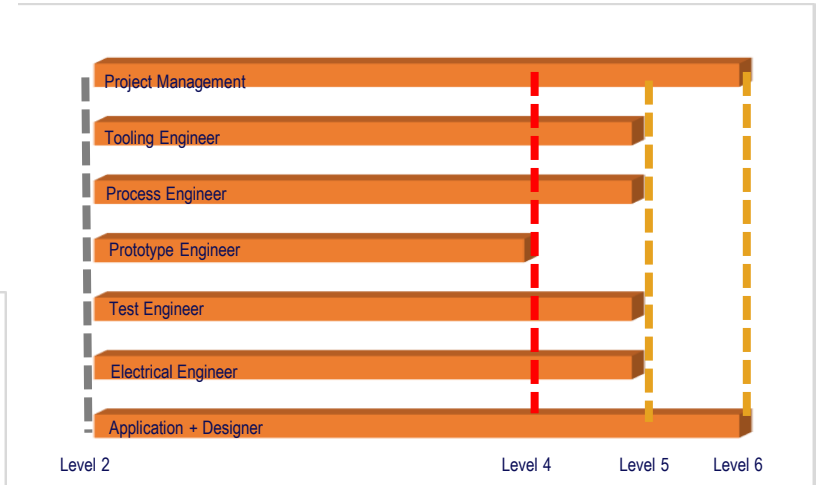 Project Management
Tooling Engineer
Process Engineer
Prototype Engineer
Test Engineer
Electrical Engineer
Application + Designer
Level 2 Level 4 Level 5 Level 6